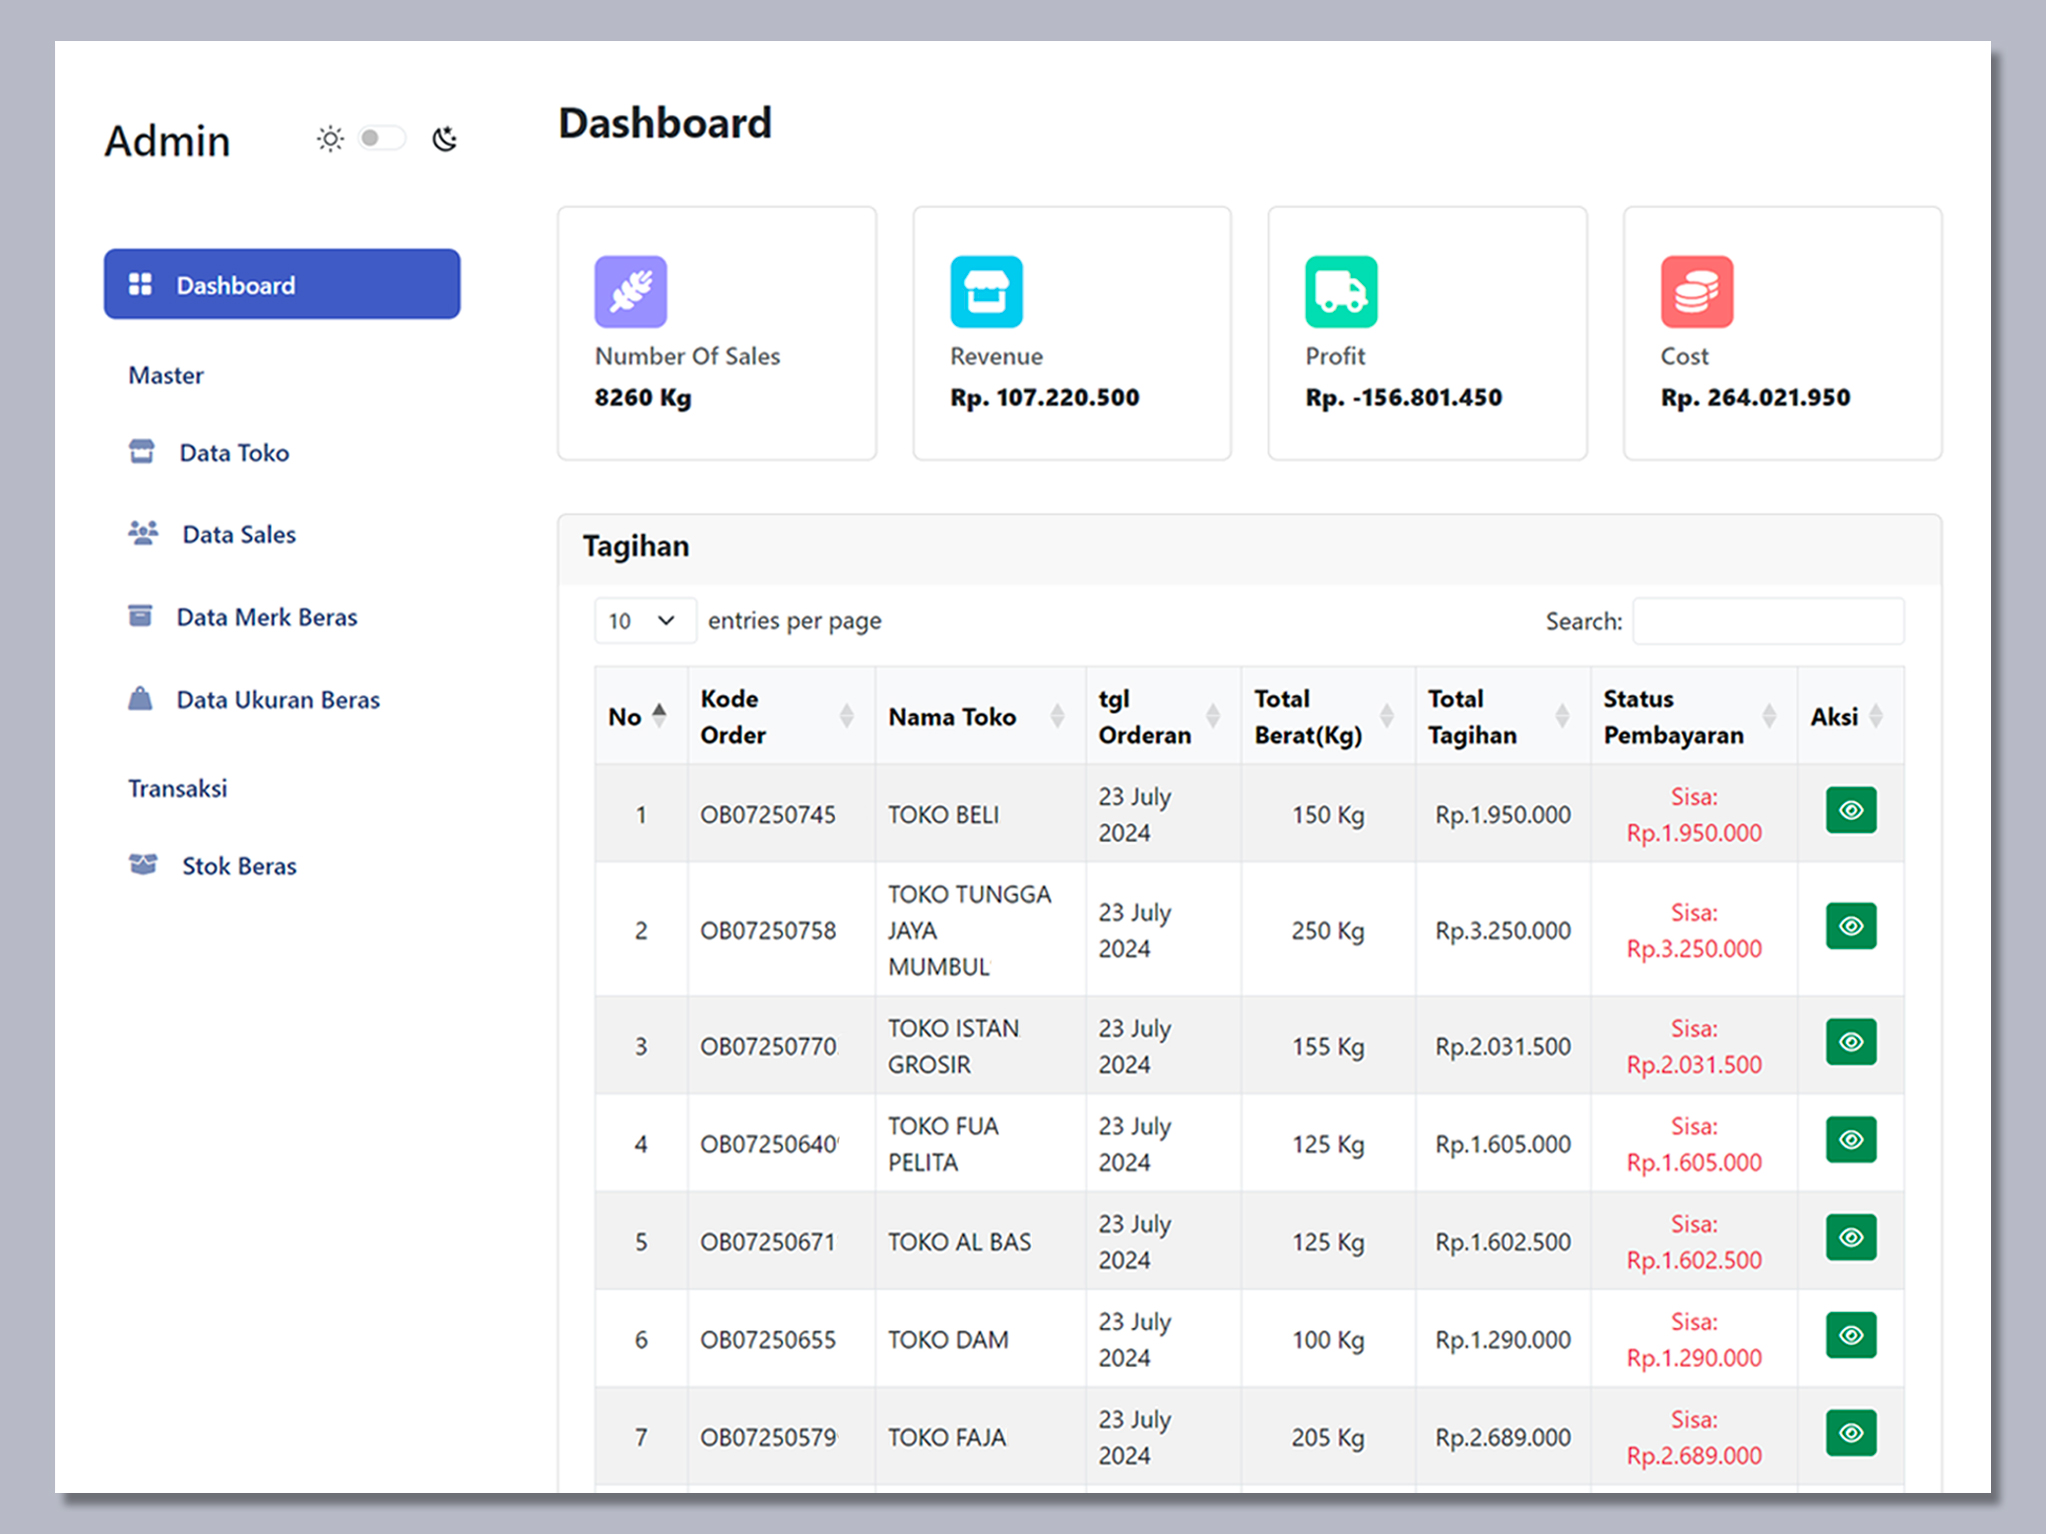 Admin
Dashboard
Master
Data Toko
Data Sales
Data Merk Beras
Data Ukuran Beras
Transaksi
Stok Beras
Dashboard
Number Of Sales
8260 Kg
Revenue
Rp. 107.220.500
Profit
Rp. -156.801.450
Cost
Rp. 264.021.950
Tagihan
10 entries per page
Search:
No
Kode
Order
Nama Toko
tgl
Orderan
Total
Berat(Kg)
Total
Tagihan
Status
Pembayaran
Aksi
1
OB07250745
TOKO BELI
23 July
2024
150 Kg
Rp.1.950.000
Sisa:
Rp.1.950.000
2
OB07250758
TOKO TUNGGA
JAYA
MUMBUL
23 July
2024
250 Kg
Rp.3.250.000
Sisa:
Rp.3.250.000
3
OB07250770
TOKO ISTAN
GROSIR
23 July
2024
155 Kg
Rp.2.031.500
Sisa:
Rp.2.031.500
4
OB07250640
TOKO FUA
PELITA
23 July
2024
125 Kg
Rp.1.605.000
Sisa:
Rp.1.605.000
5
OB07250671
TOKO AL BAS
23 July
2024
125 Kg
Rp.1.602.500
Sisa:
Rp.1.602.500
6
OB07250655
TOKO DAM
23 July
2024
100 Kg
Rp.1.290.000
Sisa:
Rp.1.290.000
7
OB07250579
TOKO FAJA
23 July
2024
205 Kg
Rp.2.689.000
Sisa:
Rp.2.689.000